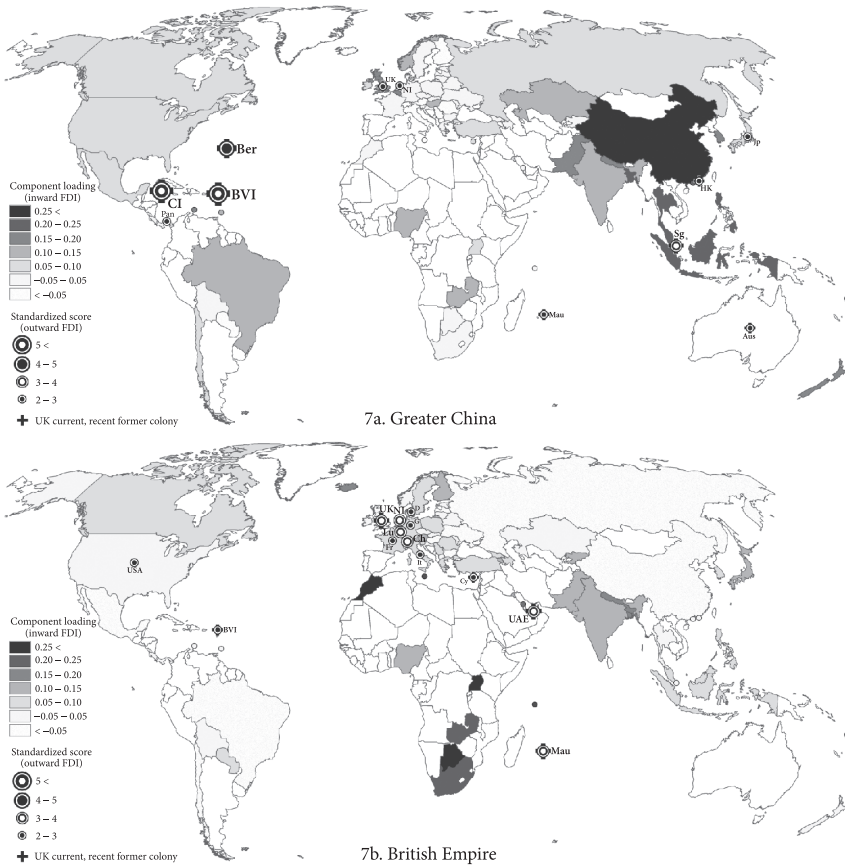 UK
NI
Ber
Jp
HK
CI
BVI
Pan
Sg
Mau
Aus
Component loading
(inward FDI)
0.25 <
0.20 – 0.25
0.15 – 0.20
0.10 – 0.15
0.05 – 0.10
–0.05 – 0.05
< –0.05
Standardized score
(outward FDI)
5 <
4 – 5
3 – 4
2 – 3
UK current, recent former colony
7a. Greater China
UK
NI
D
G
Lu
Ch
Fr
It
Cy
USA
BVI
UAE
Mau
Component loading
(inward FDI)
0.25 <
0.20 – 0.25
0.15 – 0.20
0.10 – 0.15
0.05 – 0.10
–0.05 – 0.05
< –0.05
Standardized score
(outward FDI)
5 <
4 – 5
3 – 4
2 – 3
UK current, recent former colony
7b. British Empire